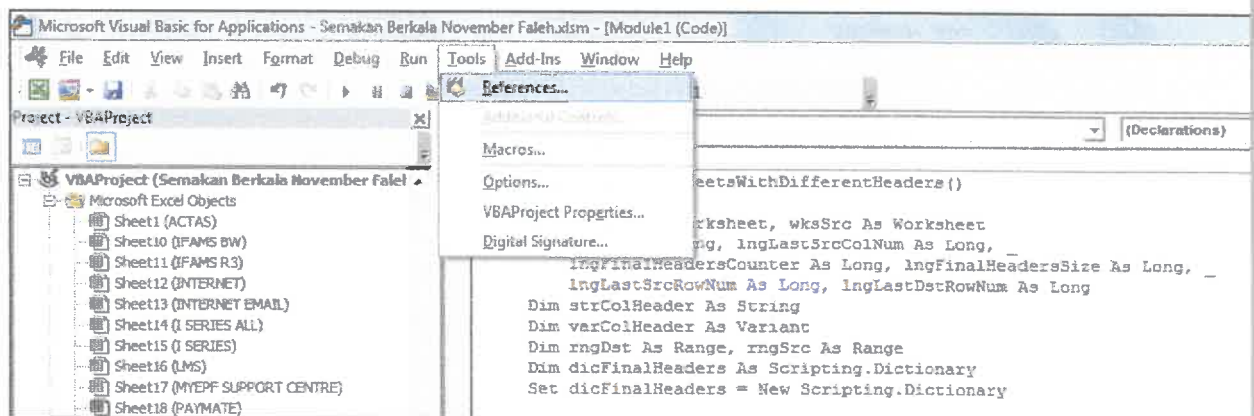 Microsoft Visual Basic for Applications - Semakan Berkala November Faleh.xlsm - [Module1 (Code)]
File Edit View Insert Format Debug Run Tools Add-Ins Window Help
References...
Macros...
Options...
VBAProject Properties...
Digital Signature...
Project - VBAProject
VBAProject (Semakan Berkala November Faleh
Microsoft Excel Objects
Sheet1 (ACTAS)
Sheet10 (IFAMS BW)
Sheet11 (IFAMS R3)
Sheet12 (INTERNET)
Sheet13 (INTERNET EMAIL)
Sheet14 (I SERIES ALL)
Sheet15 (I SERIES)
Sheet16 (LMS)
Sheet17 (MYEPF SUPPORT CENTRE)
Sheet18 (PAYMATE)
(Declarations)
eetsWithDifferentHeaders()
rksheet, wksSrc As Worksheet
ng, lngLastSrcColNum As Long, _
lngFinalHeadersCounter As Long, lngFinalHeadersSize As Long, _
lngLastSrcRowNum As Long, lngLastDstRowNum As Long
Dim strColHeader As String
Dim varColHeader As Variant
Dim rngDst As Range, rngSrc As Range
Dim dicFinalHeaders As Scripting.Dictionary
Set dicFinalHeaders = New Scripting.Dictionary